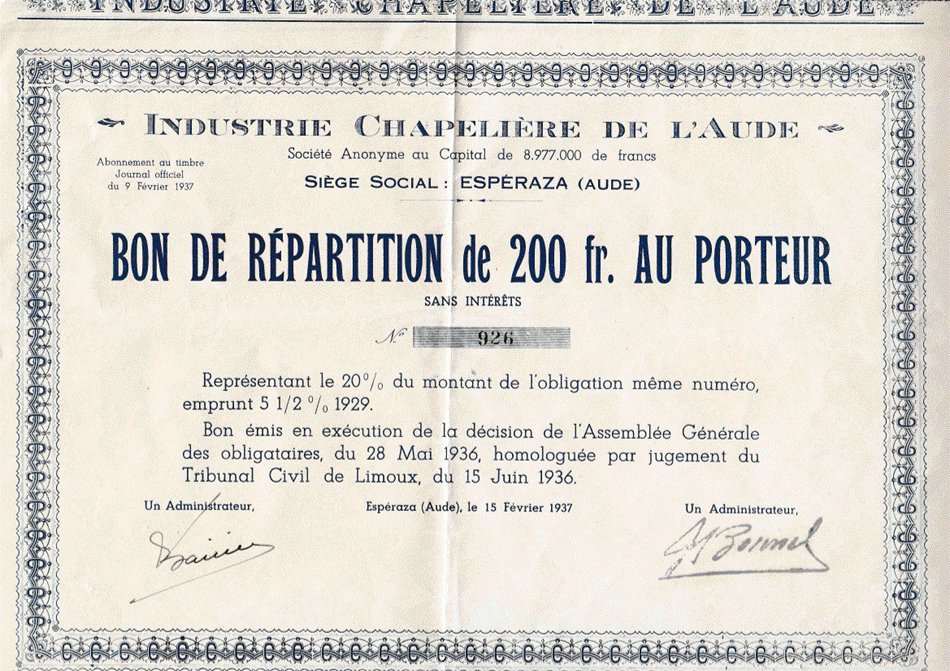 INDUSTRIE CHAPELIÈRE DE L'AUDE
INDUSTRIE CHAPELIÈRE DE L'AUDE
Société Anonyme au Capital de 8.977.000 de francs
Abonnement au timbre
Journal officiel
du 9 Février 1937
SIÈGE SOCIAL : ESPÉRAZA (AUDE)
BON DE RÉPARTITION de 200 fr. AU PORTEUR
SANS INTÉRÊTS
N° 926
Représentant le 20% du montant de l'obligation même numéro,
emprunt 5 1/2 % 1929.
Bon émis en exécution de la décision de l'Assemblée Générale
des obligataires, du 28 Mai 1936, homologuée par jugement du
Tribunal Civil de Limoux, du 15 Juin 1936.
Un Administrateur, Espéraza (Aude), le 15 Février 1937 Un Administrateur,